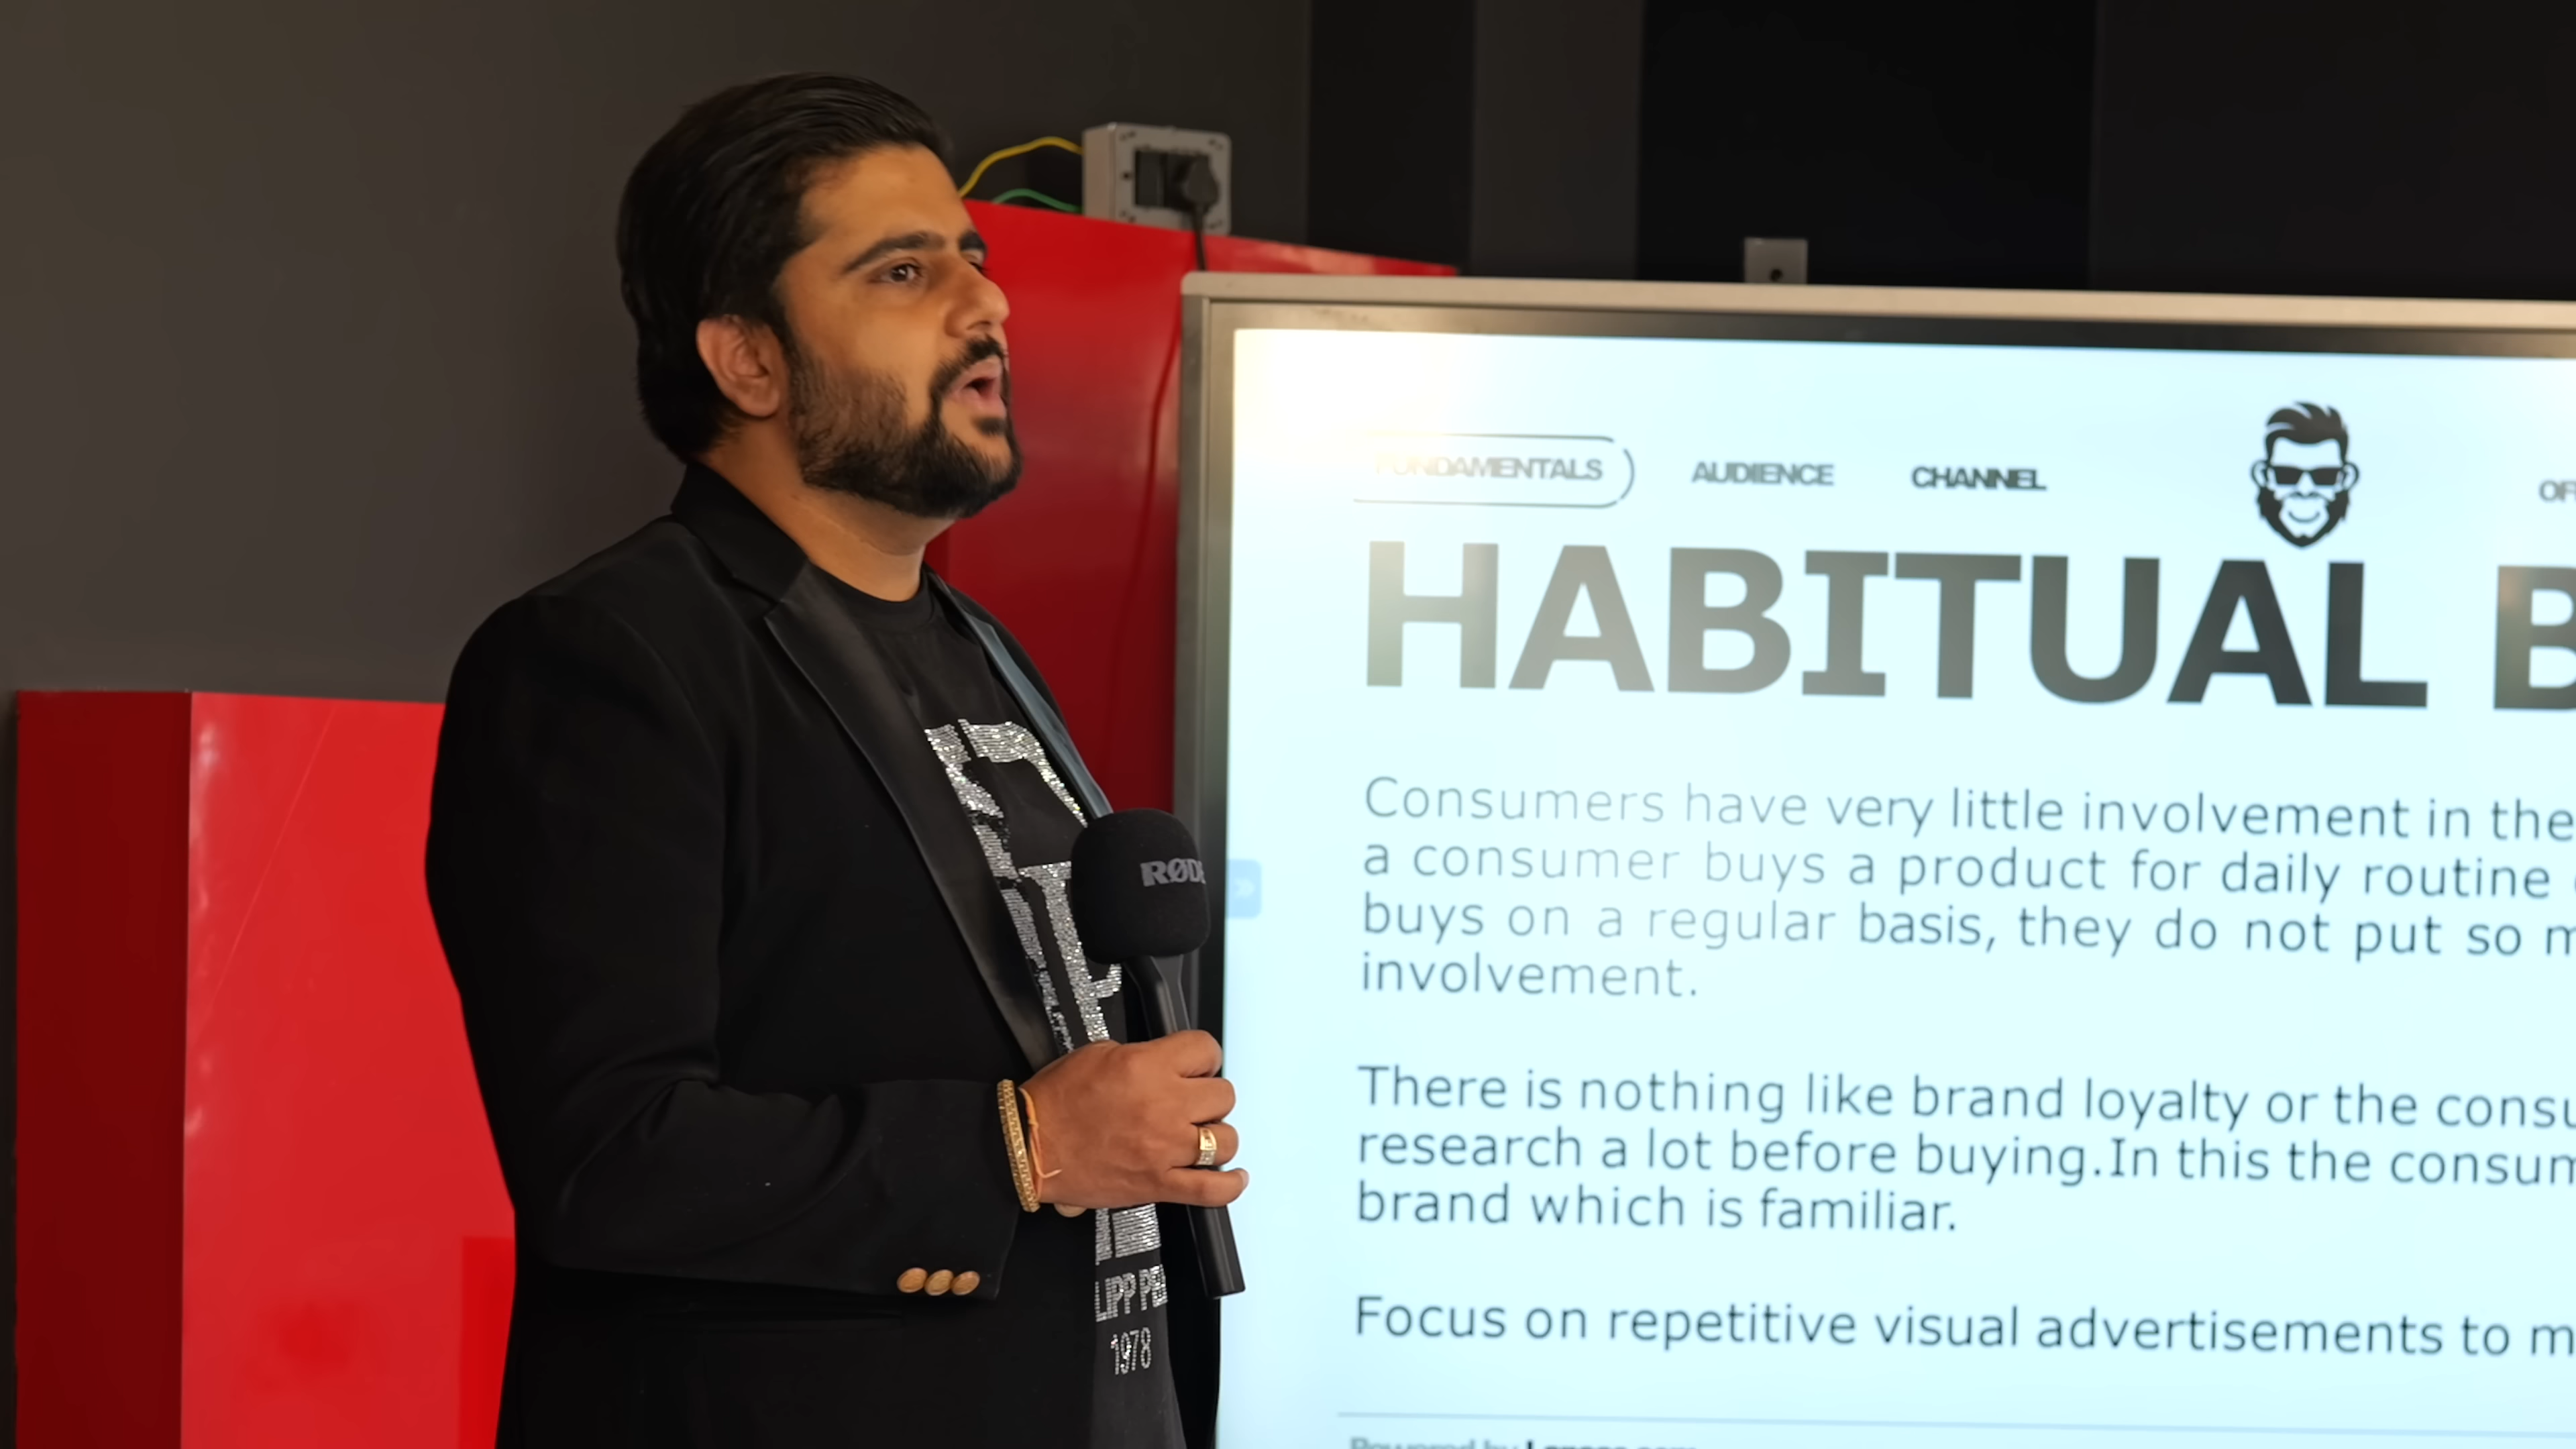 FUNDAMENTALS AUDIENCE CHANNEL
HABITUAL
Consumers have very little involvement in the
a consumer buys a product for daily routine
buys on a regular basis, they do not put so
involvement.
There is nothing like brand loyalty or the
research a lot before buying.In this the
brand which is familiar.
Focus on repetitive visual advertisements to
Powered by
RØDE
1978